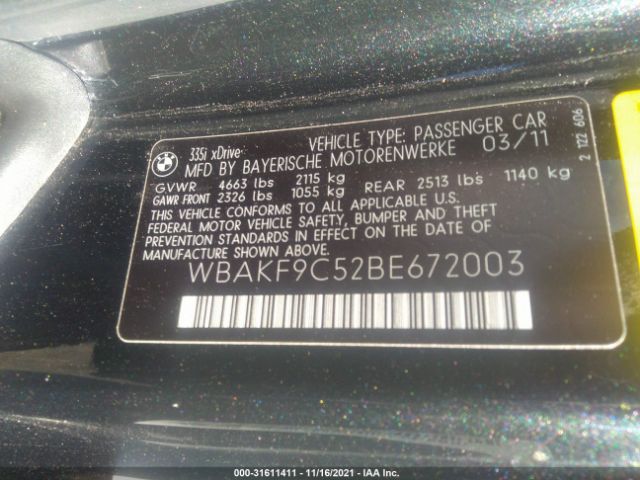 BMW
335i xDrive
VEHICLE TYPE: PASSENGER CAR
MFD BY BAYERISCHE MOTORENWERKE 03/11
GVWR 4663 lbs 2115 kg
GAWR FRONT 2326 lbs 1055 kg REAR 2513 lbs 1140 kg
THIS VEHICLE CONFORMS TO ALL APPLICABLE U.S.
FEDERAL MOTOR VEHICLE SAFETY, BUMPER AND THEFT
PREVENTION STANDARDS IN EFFECT ON THE DATE OF
MANUFACTURE SHOWN ABOVE.
WBAKF9C52BE672003
2 122 606
000-31611411 - 11/16/2021 - IAA Inc.